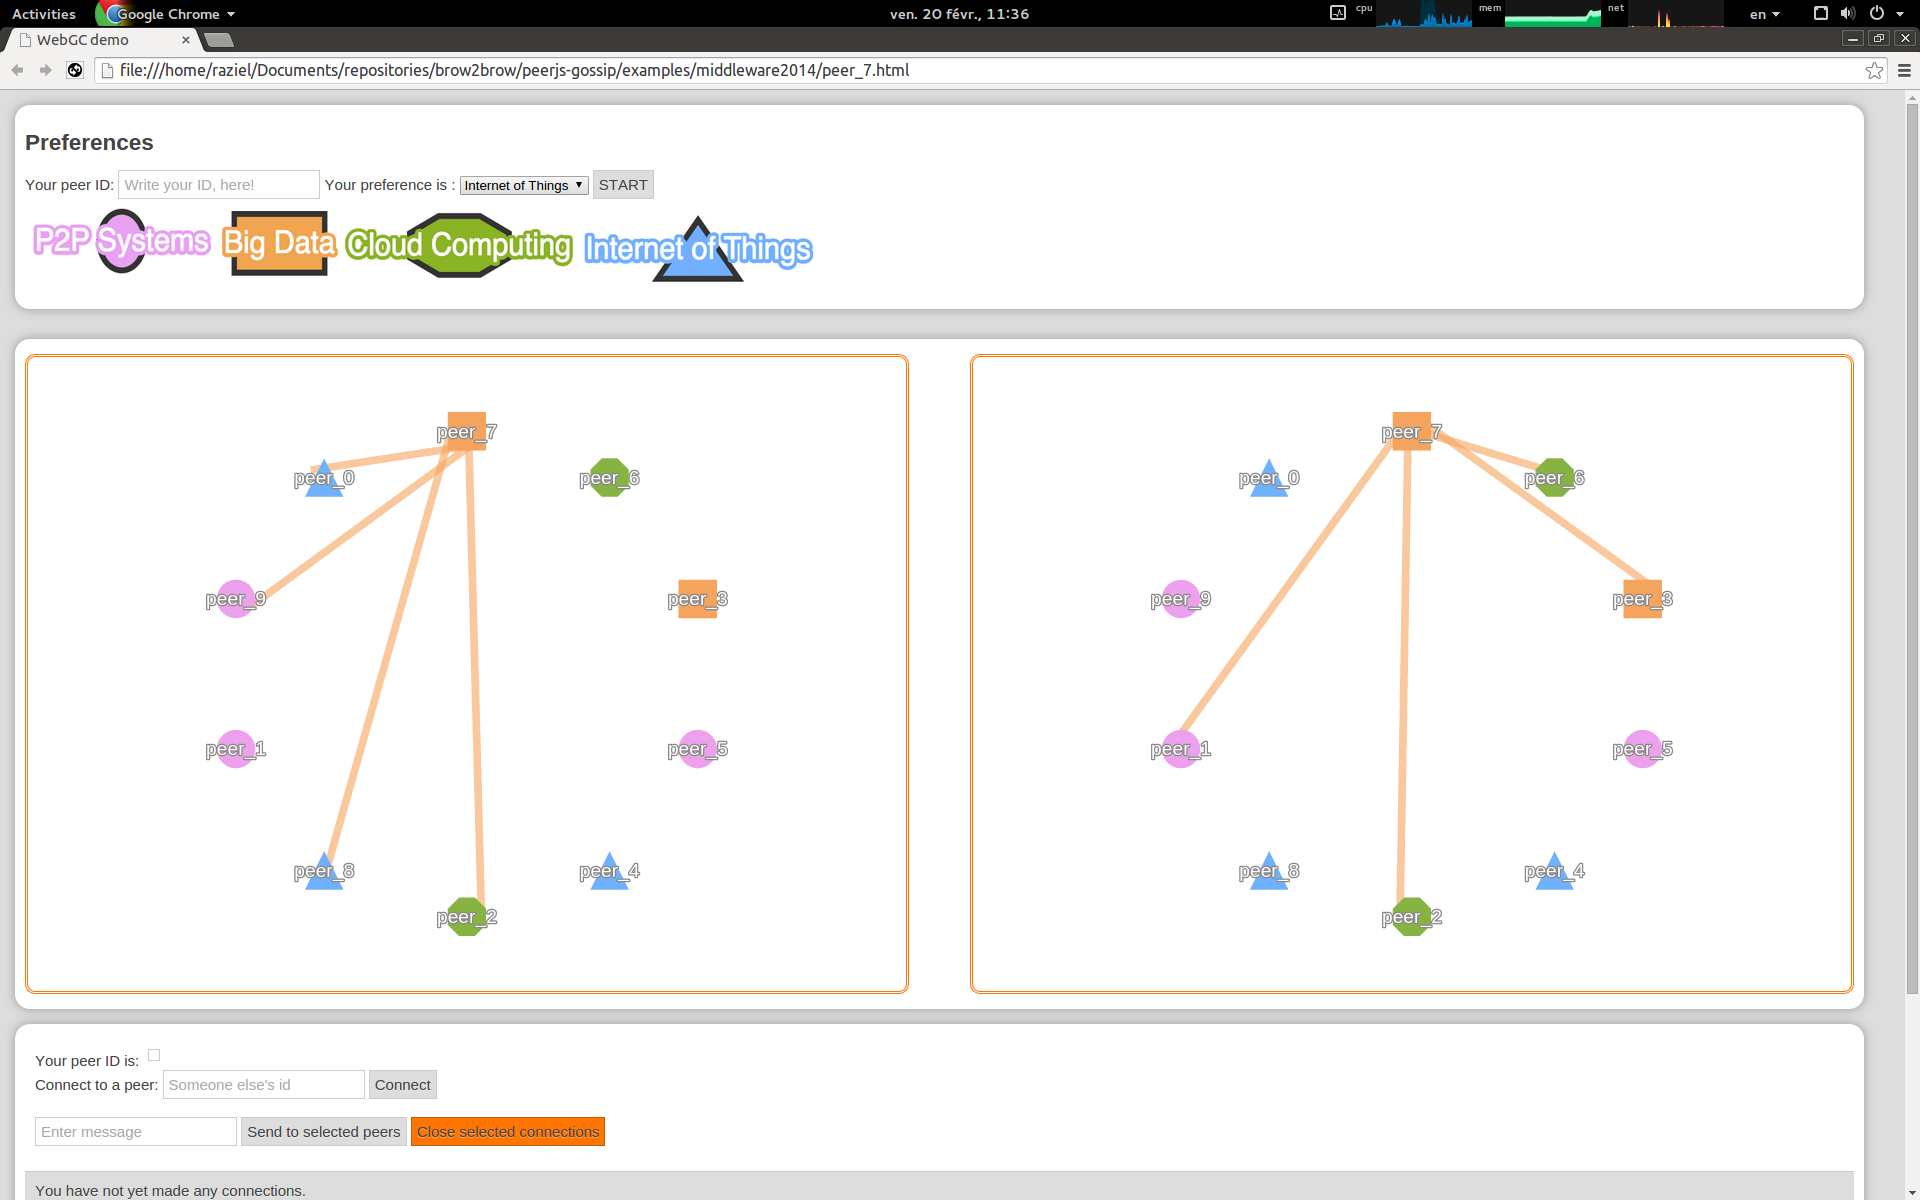 Activities Google Chrome ven. 20 févr., 11:36 cpu mem net en
WebGC demo
file:///home/raziel/Documents/repositories/brow2brow/peerjs-gossip/examples/middleware2014/peer_7.html
Preferences
Your peer ID: Write your ID, here! Your preference is : Internet of Things START
P2P Systems Big Data Cloud Computing Internet of Things
peer_7
peer_0
peer_6
peer_9
peer_3
peer_1
peer_5
peer_8
peer_4
peer_2
peer_7
peer_0
peer_6
peer_9
peer_3
peer_1
peer_5
peer_8
peer_4
peer_2
Your peer ID is:
Connect to a peer: Someone else's id Connect
Enter message Send to selected peers Close selected connections
You have not yet made any connections.